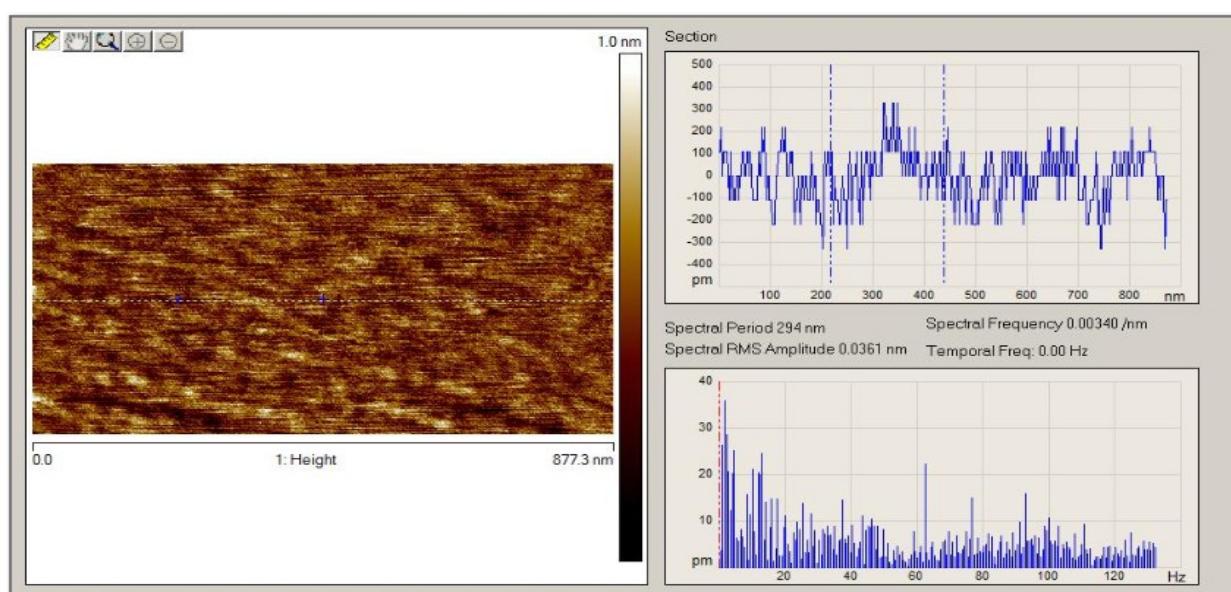 1.0 nm
0.0
1: Height
877.3 nm
Section
500
400
300
200
100
0
-100
-200
-300
-400
pm
100
200
300
400
500
600
700
800
nm
Spectral Period 294 nm
Spectral Frequency 0.00340 /nm
Spectral RMS Amplitude 0.0361 nm
Temporal Freq: 0.00 Hz
40
30
20
10
pm
20
40
60
80
100
120
Hz